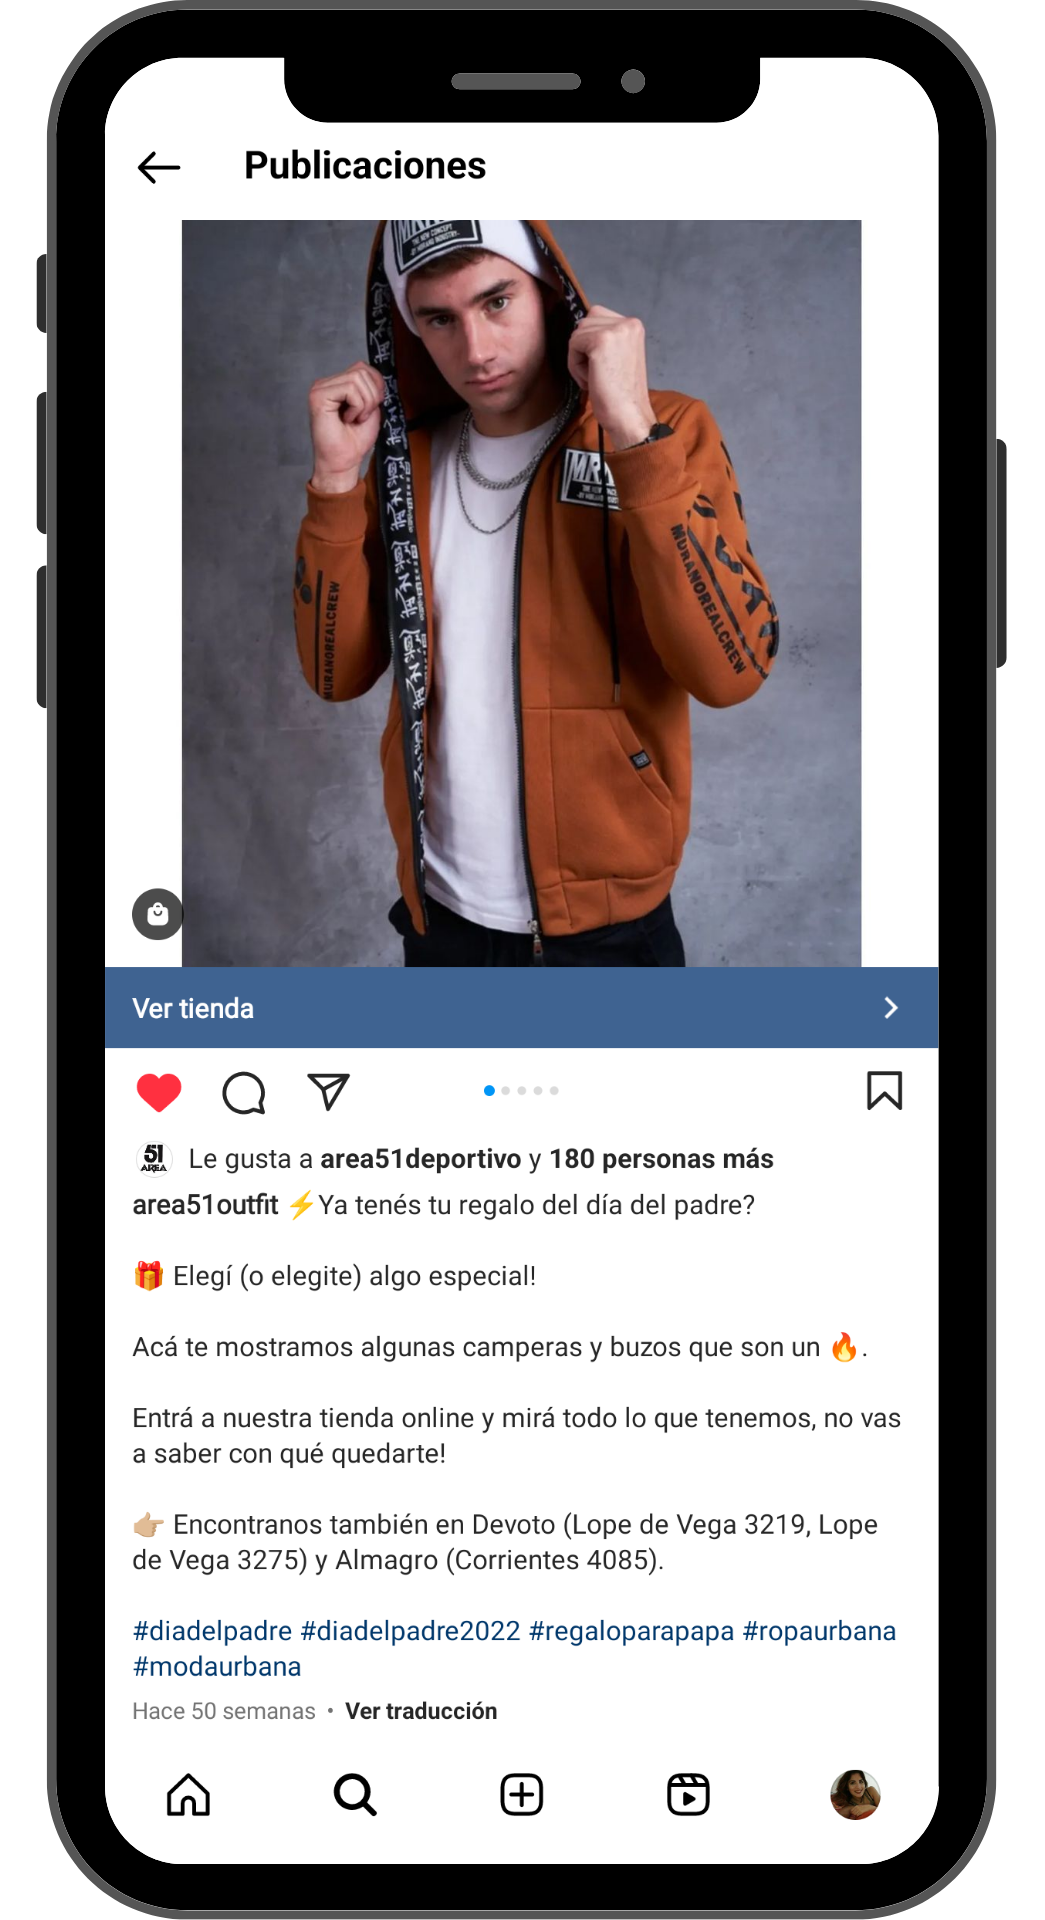 Publicaciones
THE NEW CONCEPT
MURANOREALCREW
MURANOREALCREW
Ver tienda
51
AREA
Le gusta a area51deportivo y 180 personas más
area51outfit ⚡Ya tenés tu regalo del día del padre?
🎁 Elegí (o elegite) algo especial!
Acá te mostramos algunas camperas y buzos que son un 🔥.
Entrá a nuestra tienda online y mirá todo lo que tenemos, no vas
a saber con qué quedarte!
👉🏼 Encontranos también en Devoto (Lope de Vega 3219, Lope
de Vega 3275) y Almagro (Corrientes 4085).
#diadelpadre #diadelpadre2022 #regaloparapapa #ropaurbana
#modaurbana
Hace 50 semanas • Ver traducción